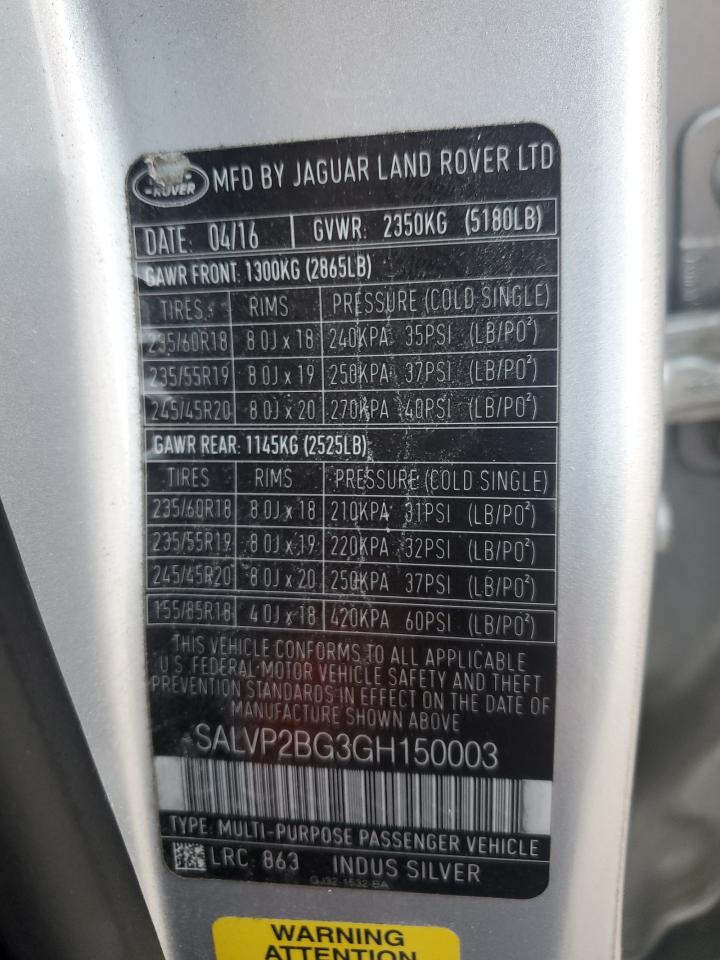 ROVER
MFD BY JAGUAR LAND ROVER LTD
DATE: 04/16 GVWR: 2350KG (5180LB)
GAWR FRONT: 1300KG (2865LB)
TIRES RIMS PRESSURE (COLD SINGLE)
235/60R18 8.0J x 18 240KPA 35PSI (LB/PO²)
235/55R19 8.0J x 19 250KPA 37PSI (LB/PO²)
245/45R20 8.0J x 20 270KPA 40PSI (LB/PO²)
GAWR REAR: 1145KG (2525LB)
TIRES RIMS PRESSURE (COLD SINGLE)
235/60R18 8.0J x 18 210KPA 31PSI (LB/PO²)
235/55R19 8.0J x 19 220KPA 32PSI (LB/PO²)
245/45R20 8.0J x 20 250KPA 37PSI (LB/PO²)
155/85R18 4.0J x 18 420KPA 60PSI (LB/PO²)
THIS VEHICLE CONFORMS TO ALL APPLICABLE
U.S. FEDERAL MOTOR VEHICLE SAFETY AND THEFT
PREVENTION STANDARDS IN EFFECT ON THE DATE OF
MANUFACTURE SHOWN ABOVE
SALVP2BG3GH150003
TYPE: MULTI-PURPOSE PASSENGER VEHICLE
LRC: 863 INDUS SILVER
GJ32-1532-BA
WARNING
ATTENTION